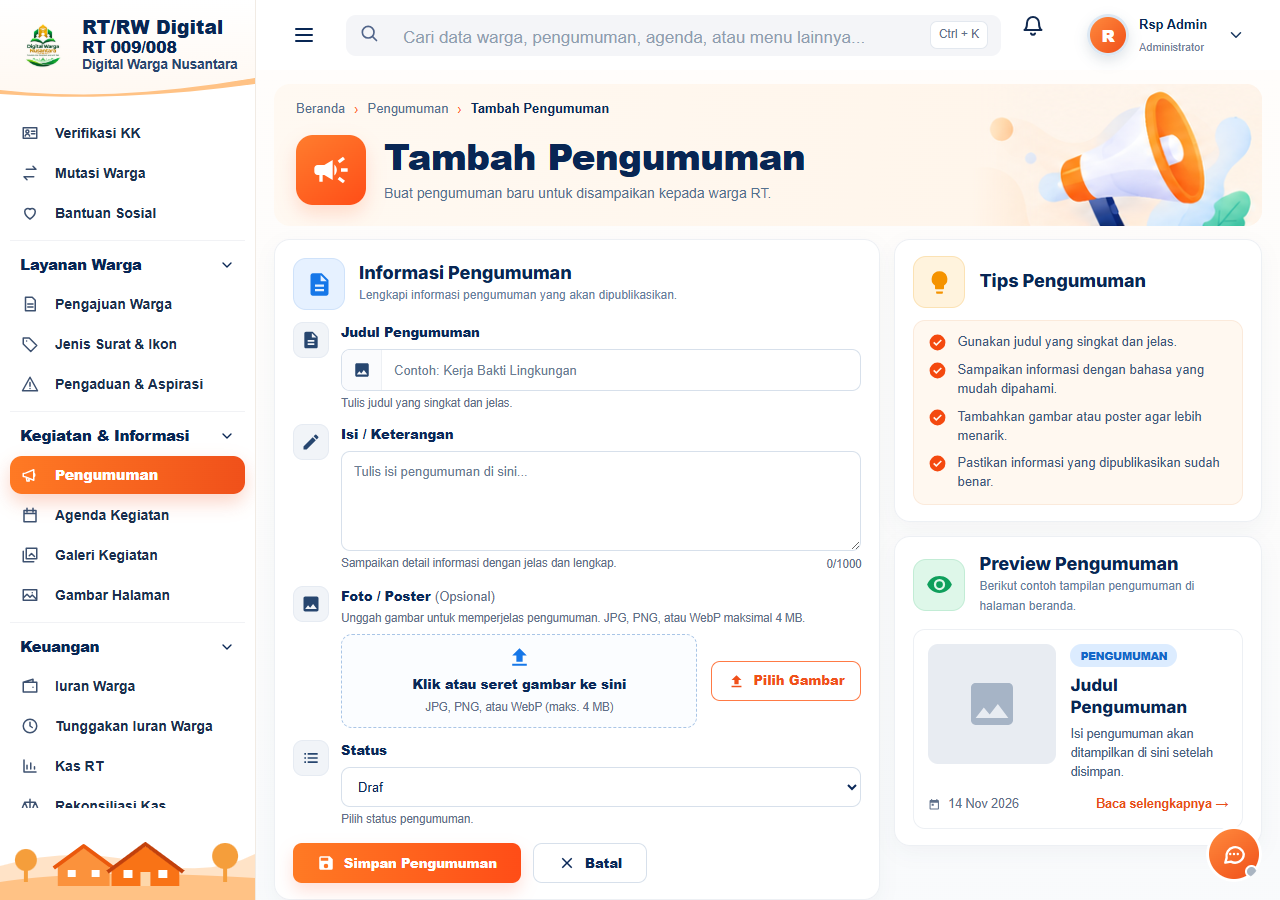 RT/RW Digital
RT 009/008
Digital Warga Nusantara
Verifikasi KK
Mutasi Warga
Bantuan Sosial
Layanan Warga
Pengajuan Warga
Jenis Surat & Ikon
Pengaduan & Aspirasi
Kegiatan & Informasi
Pengumuman
Agenda Kegiatan
Galeri Kegiatan
Gambar Halaman
Keuangan
Iuran Warga
Tunggakan Iuran Warga
Kas RT
Rekonsiliasi Kas
Cari data warga, pengumuman, agenda, atau menu lainnya...
Ctrl + K
R
Rsp Admin
Administrator
Beranda › Pengumuman › Tambah Pengumuman
Tambah Pengumuman
Buat pengumuman baru untuk disampaikan kepada warga RT.
Informasi Pengumuman
Lengkapi informasi pengumuman yang akan dipublikasikan.
Judul Pengumuman
Contoh: Kerja Bakti Lingkungan
Tulis judul yang singkat dan jelas.
Isi / Keterangan
Tulis isi pengumuman di sini...
Sampaikan detail informasi dengan jelas dan lengkap.
0/1000
Foto / Poster (Opsional)
Unggah gambar untuk memperjelas pengumuman. JPG, PNG, atau WebP maksimal 4 MB.
Klik atau seret gambar ke sini
JPG, PNG, atau WebP (maks. 4 MB)
Pilih Gambar
Status
Draf
Pilih status pengumuman.
Simpan Pengumuman
Batal
Tips Pengumuman
Gunakan judul yang singkat dan jelas.
Sampaikan informasi dengan bahasa yang
mudah dipahami.
Tambahkan gambar atau poster agar lebih
menarik.
Pastikan informasi yang dipublikasikan sudah
benar.
Preview Pengumuman
Berikut contoh tampilan pengumuman di
halaman beranda.
PENGUMUMAN
Judul
Pengumuman
Isi pengumuman akan
ditampilkan di sini setelah
disimpan.
14 Nov 2026
Baca selengkapnya →